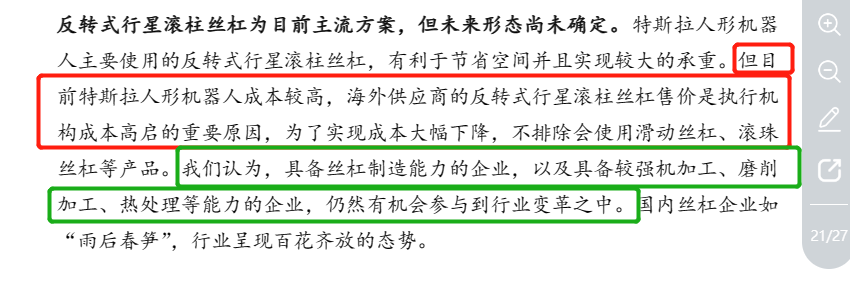 反转式行星滚柱丝杠为目前主流方案，但未来形态尚未确定。特斯拉人形机器
人主要使用的反转式行星滚柱丝杠，有利于节省空间并且实现较大的承重。但目
前特斯拉人形机器人成本较高，海外供应商的反转式行星滚柱丝杠售价是执行机
构成本高启的重要原因，为了实现成本大幅下降，不排除会使用滑动丝杠、滚珠
丝杠等产品。我们认为，具备丝杠制造能力的企业，以及具备较强机加工、磨削
加工、热处理等能力的企业，仍然有机会参与到行业变革之中。国内丝杠企业如
“雨后春笋”，行业呈现百花齐放的态势。
21/27